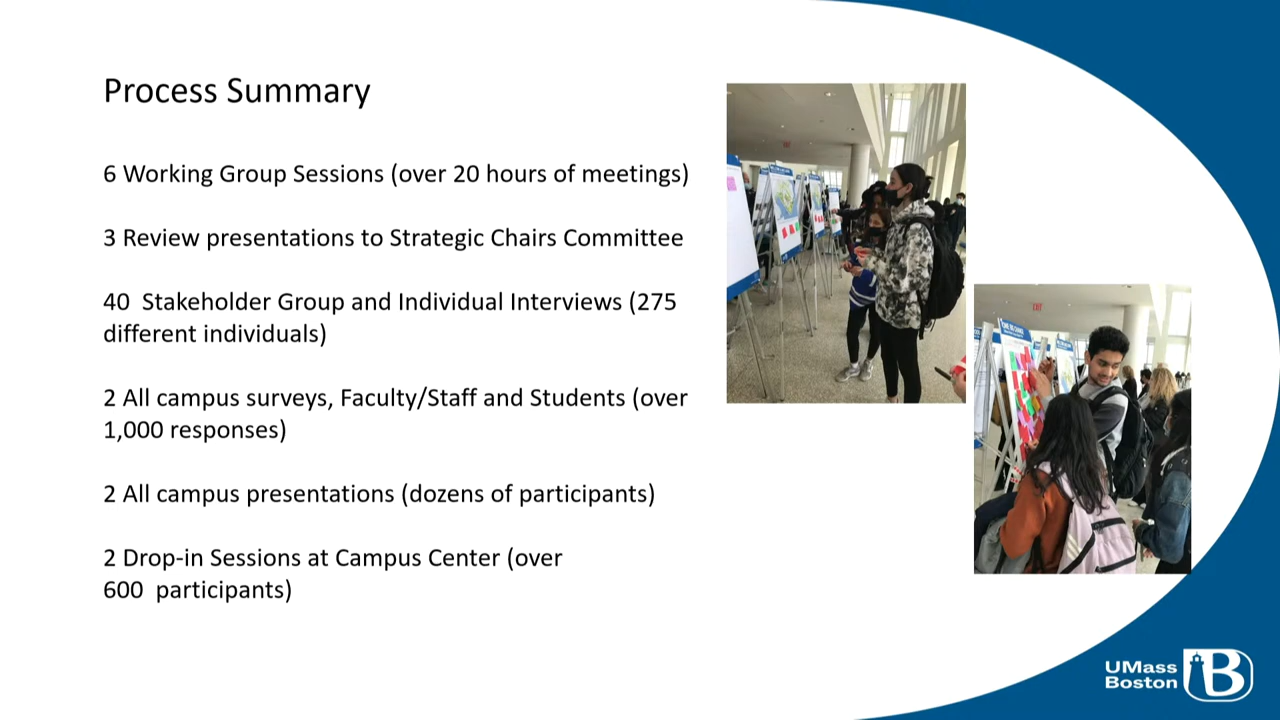 Process Summary
6 Working Group Sessions (over 20 hours of meetings)
3 Review presentations to Strategic Chairs Committee
40  Stakeholder Group and Individual Interviews (275
different individuals)
2 All campus surveys, Faculty/Staff and Students (over
1,000 responses)
2 All campus presentations (dozens of participants)
2 Drop-in Sessions at Campus Center (over
600  participants)
EXIT
UMass
Boston
B